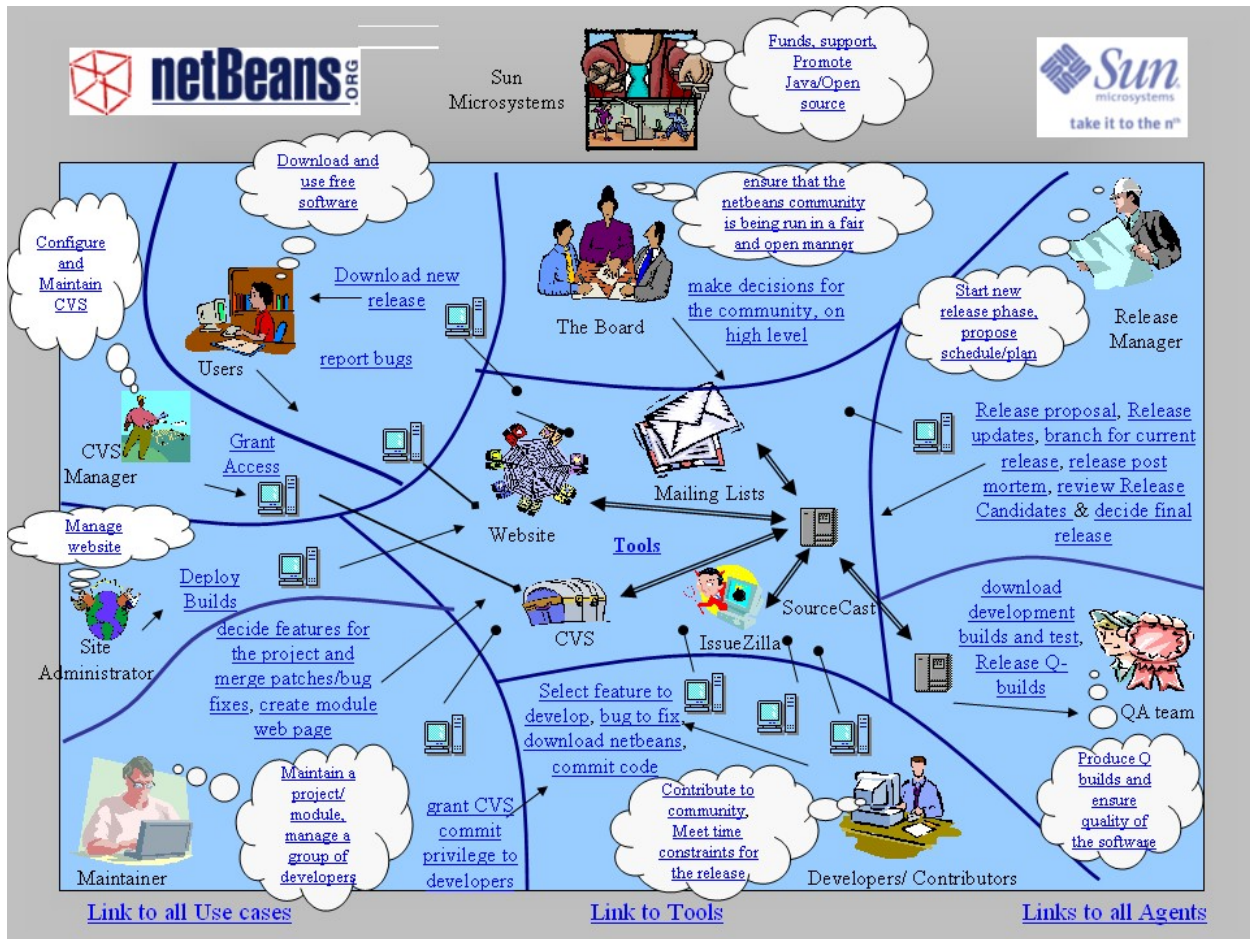 netBeans.ORG
Sun
Microsystems
Funds, support,
Promote
Java/Open
source
Sun
microsystems
take it to the nth
Download and
use free
software
ensure that the
netbeans community
is being run in a fair
and open manner
Configure
and
Maintain
CVS
Download new
release
report bugs
Users
The Board
make decisions for
the community, on
high level
Start new
release phase,
propose
schedule/plan
Release
Manager
CVS
Manager
Grant
Access
Mailing Lists
Release proposal, Release
updates, branch for current
release, release post
mortem, review Release
Candidates & decide final
release
Manage
website
Website
Tools
Deploy
Builds
Site
Administrator
CVS
IssueZilla
SourceCast
download
development
builds and test,
Release Q-
builds
QA team
decide features for
the project and
merge patches/bug
fixes, create module
web page
Select feature to
develop, bug to fix,
download netbeans,
commit code
Maintain a
project/
module,
manage a
group of
developers
Maintainer
grant CVS
commit
privilege to
developers
Contribute to
community,
Meet time
constraints for
the release
Developers/ Contributors
Produce Q
builds and
ensure
quality of
the software
Link to all Use cases
Link to Tools
Links to all Agents